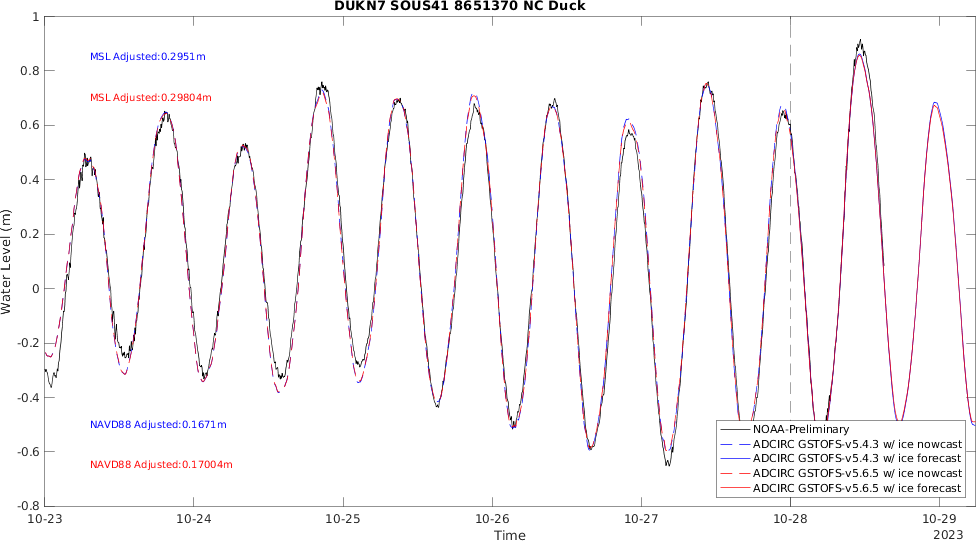 DUKN7 SOUS41 8651370 NC Duck
1
0.8
0.6
0.4
0.2
0
-0.2
-0.4
-0.6
-0.8
Water Level (m)
MSL Adjusted:0.2951m
MSL Adjusted:0.29804m
NAVD88 Adjusted:0.1671m
NAVD88 Adjusted:0.17004m
NOAA-Preliminary
ADCIRC GSTOFS-v5.4.3 w/ ice nowcast
ADCIRC GSTOFS-v5.4.3 w/ ice forecast
ADCIRC GSTOFS-v5.6.5 w/ ice nowcast
ADCIRC GSTOFS-v5.6.5 w/ ice forecast
10-23 10-24 10-25 10-26 10-27 10-28 10-29
Time 2023